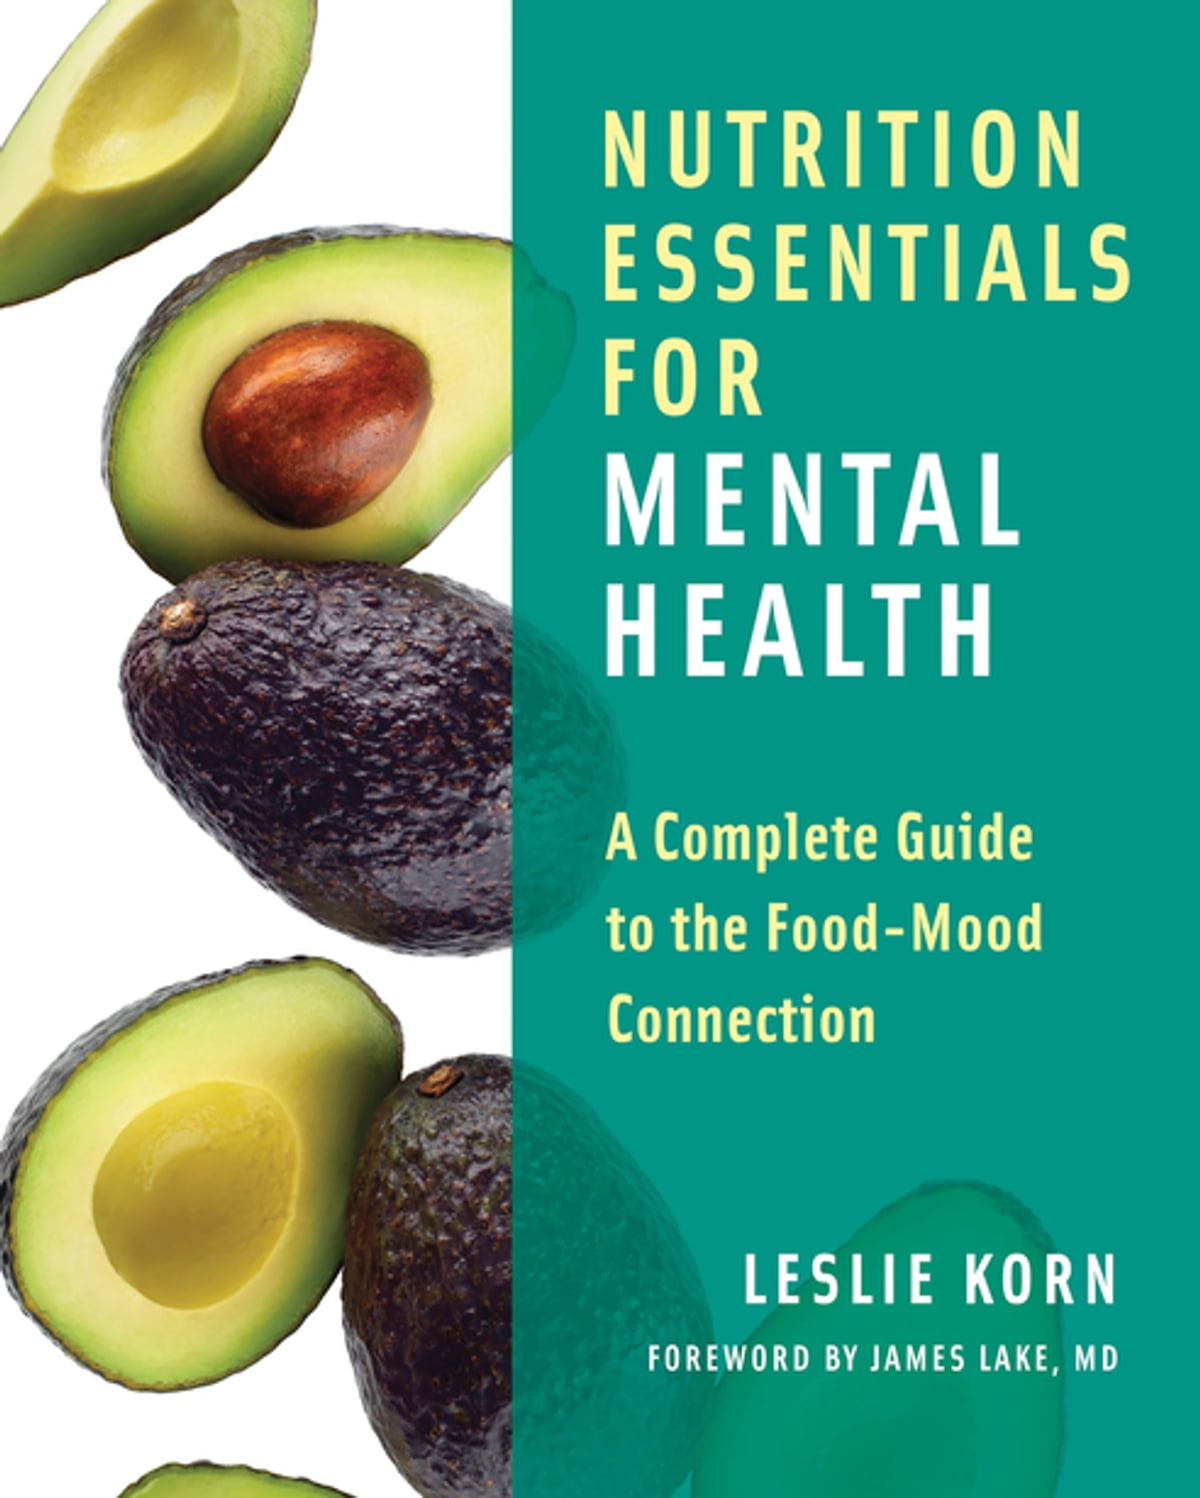 NUTRITION
ESSENTIALS
FOR
MENTAL
HEALTH
A Complete Guide
to the Food-Mood
Connection
LESLIE KORN
FOREWORD BY JAMES LAKE, MD